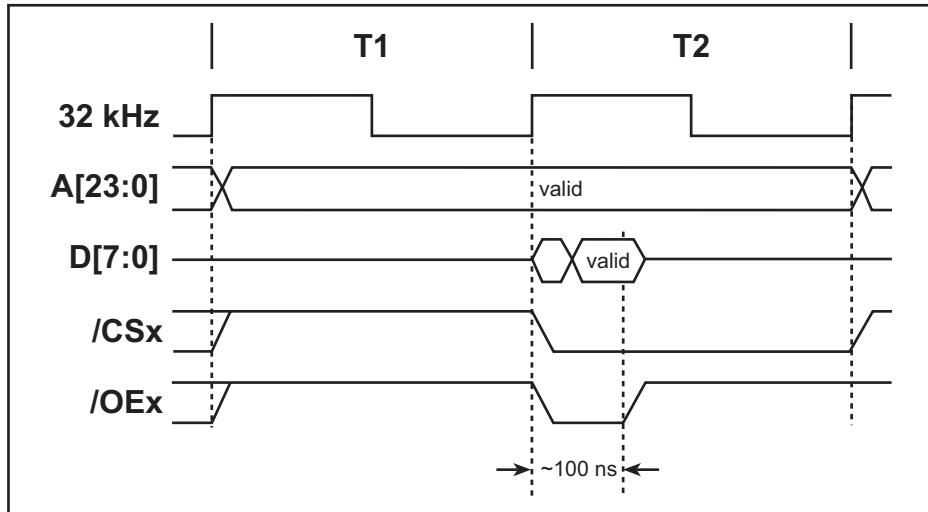 T1 T2
32 kHz
A[23:0] valid
D[7:0] valid
/CSx
/OEx
~100 ns